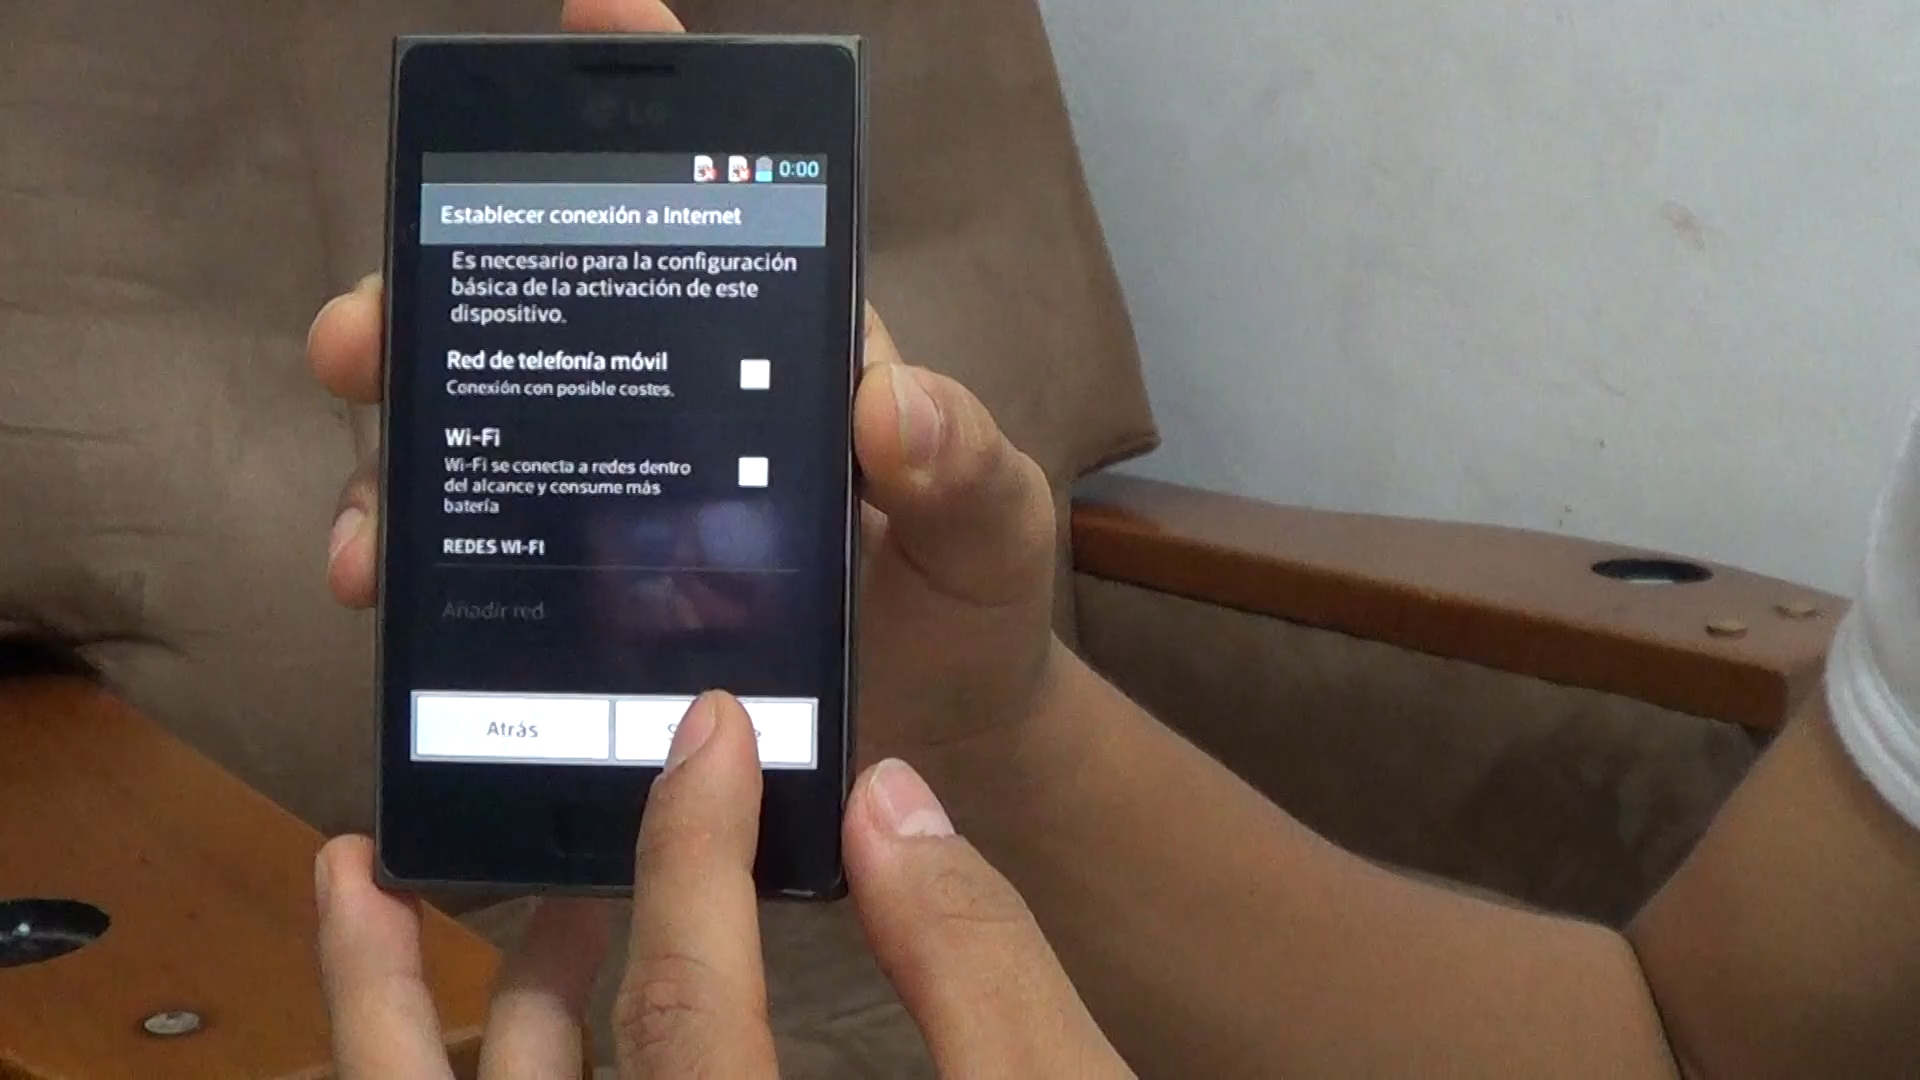 LG
0:00
Establecer conexión a Internet
Es necesario para la configuración
básica de la activación de este
dispositivo.
Red de telefonía móvil
Conexión con posible costes.
Wi-Fi
Wi-Fi se conecta a redes dentro
del alcance y consume más
batería
REDES WI-FI
Añadir red
Atrás